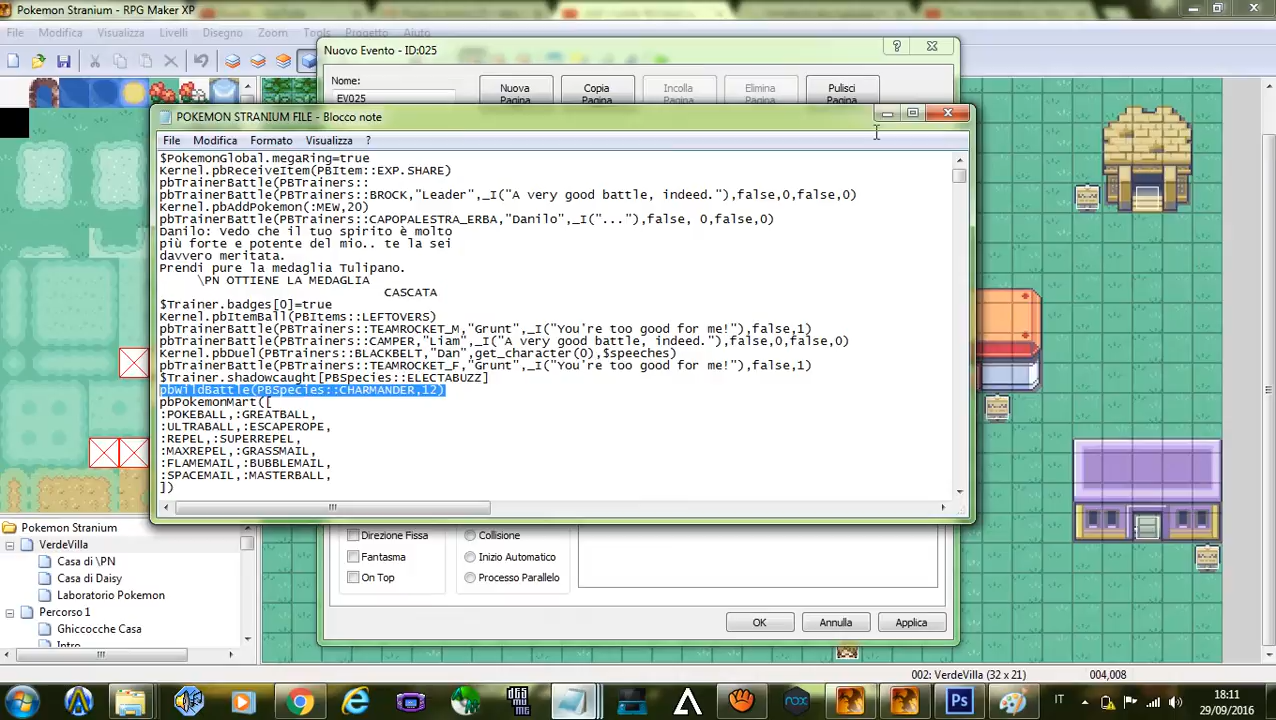 Pokemon Stranium - RPG Maker XP
File Modifica Visualizza Livelli Disegno Zoom Tools
Nuovo Evento - ID:025
Nome:
EV025
Nuova Pagina
Copia Pagina
Incolla Pagina
Elimina Pagina
Pulisci Pagina
POKEMON STRANIUM FILE - Blocco note
File Modifica Formato Visualizza ?
$PokemonGlobal.megaRing=true
Kernel.pbReceiveItem(PBItem::EXP.SHARE)
pbTrainerBattle(PBTrainers::
pbTrainerBattle(PBTrainers::BROCK,"Leader",_I("A very good battle, indeed."),false,0,false,0)
Kernel.pbAddPokemon(:MEW,20)
pbTrainerBattle(PBTrainers::CAPOPALESTRA_ERBA,"Danilo",_I("..."),false, 0,false,0)
Danilo: vedo che il tuo spirito è molto
più forte e potente del mio.. te la sei
davvero meritata.
Prendi pure la medaglia Tulipano.
\PN OTTIENE LA MEDAGLIA
CASCATA
$Trainer.badges[0]=true
Kernel.pbItemBall(PBItems::LEFTOVERS)
pbTrainerBattle(PBTrainers::TEAMROCKET_M,"Grunt",_I("You're too good for me!"),false,1)
pbTrainerBattle(PBTrainers::CAMPER,"Liam",_I("A very good battle, indeed."),false,0,false,0)
Kernel.pbDuel(PBTrainers::BLACKBELT,"Dan",get_character(0),$speeches)
pbTrainerBattle(PBTrainers::TEAMROCKET_F,"Grunt",_I("You're too good for me!"),false,1)
$Trainer.shadowcaught[PBSpecies::ELECTABUZZ]
pbWildBattle(PBSpecies::CHARMANDER,12)
pbPokemonMart([
:POKEBALL,:GREATBALL,
:ULTRABALL,:ESCAPEROPE,
:REPEL,:SUPERREPEL,
:MAXREPEL,:GRASSMAIL,
:FLAMEMAIL,:BUBBLEMAIL,
:SPACEMAIL,:MASTERBALL,
])
Pokemon Stranium
VerdeVilla
Casa di \PN
Casa di Daisy
Laboratorio Pokemon
Percorso 1
Ghiccocche Casa
Intro
Direzione Fissa
Fantasma
On Top
Collisione
Inizio Automatico
Processo Parallelo
OK Annulla Applica
002: VerdeVilla (32 x 21) 004,008
IT 18:11
29/09/2016